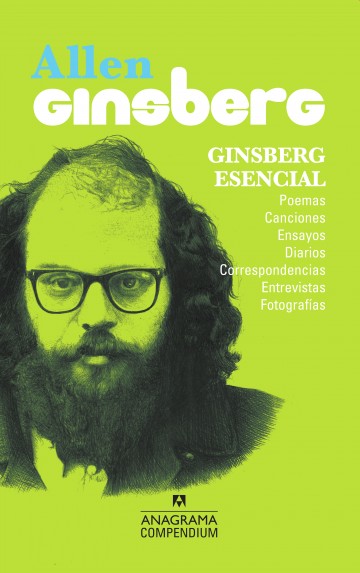 Allen
Ginsberg
GINSBERG
ESENCIAL
Poemas
Canciones
Ensayos
Diarios
Correspondencias
Entrevistas
Fotografías
ANAGRAMA
COMPENDIUM